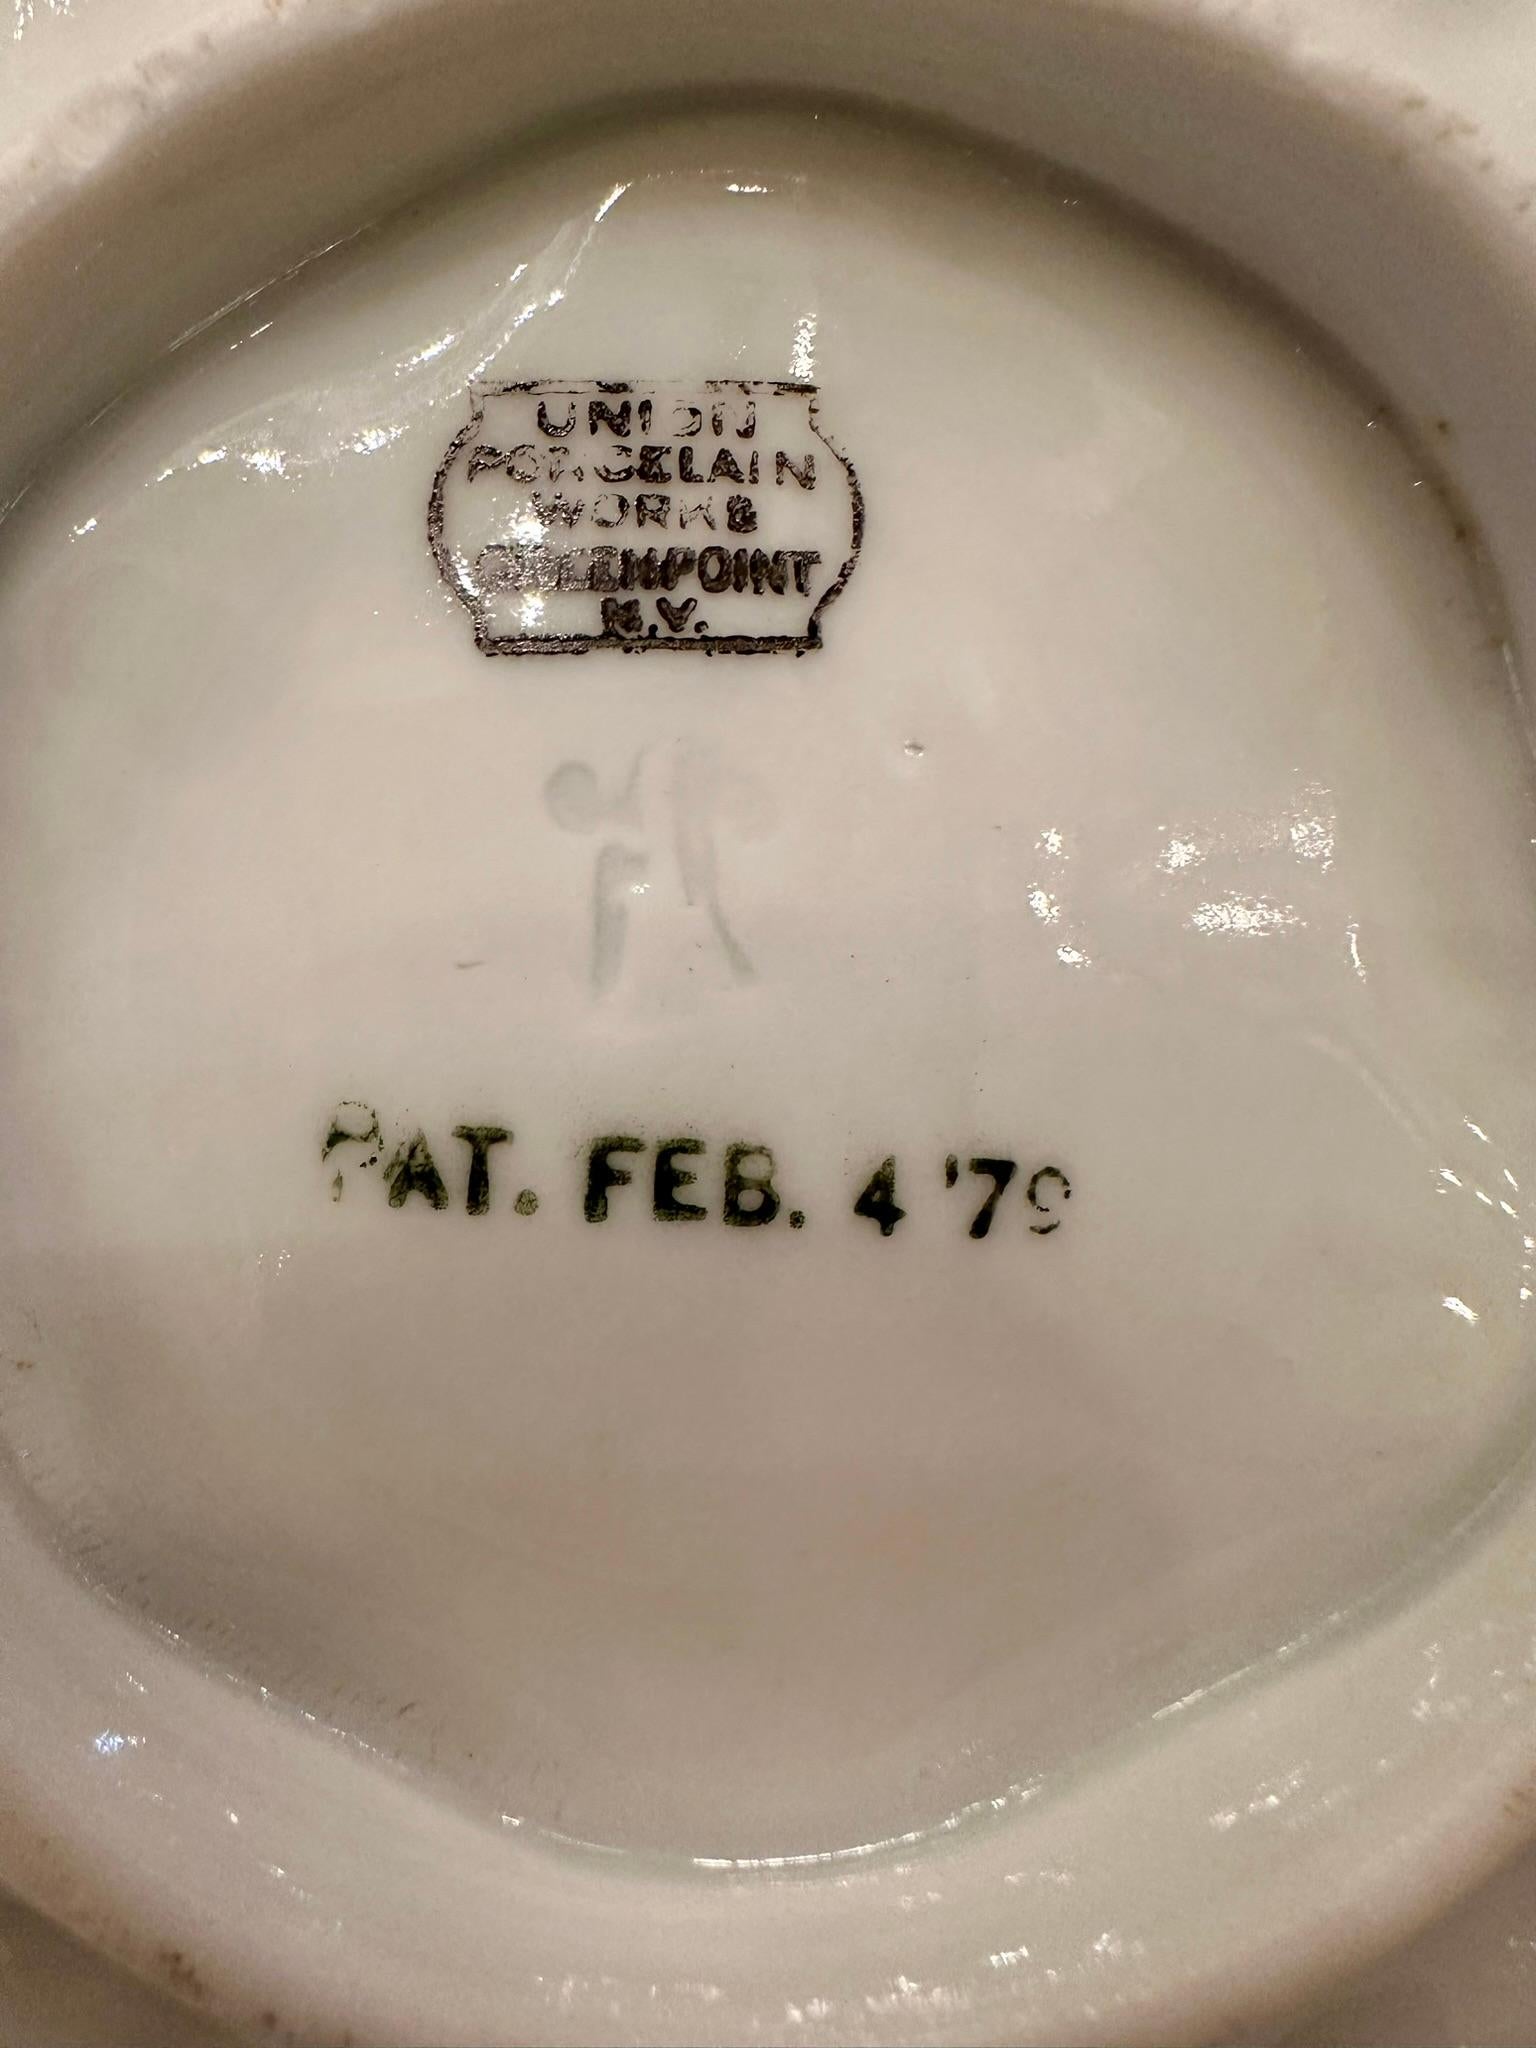 UNION
PORCELAIN
WORKS
GREENPOINT
N.Y.
PAT. FEB. 4 '79